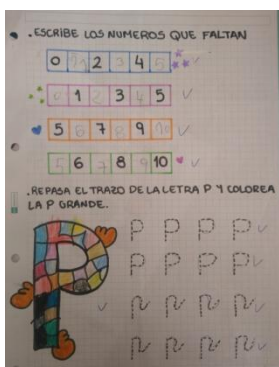 . ESCRIBE LOS NUMEROS QUE FALTAN
0 1 2 3 4 5
0 1 2 3 4 5
5 6 7 8 9 10
5 6 7 8 9 10
. REPASA EL TRAZO DE LA LETRA P Y COLOREA
LA P GRANDE.
P P P P
P P P P